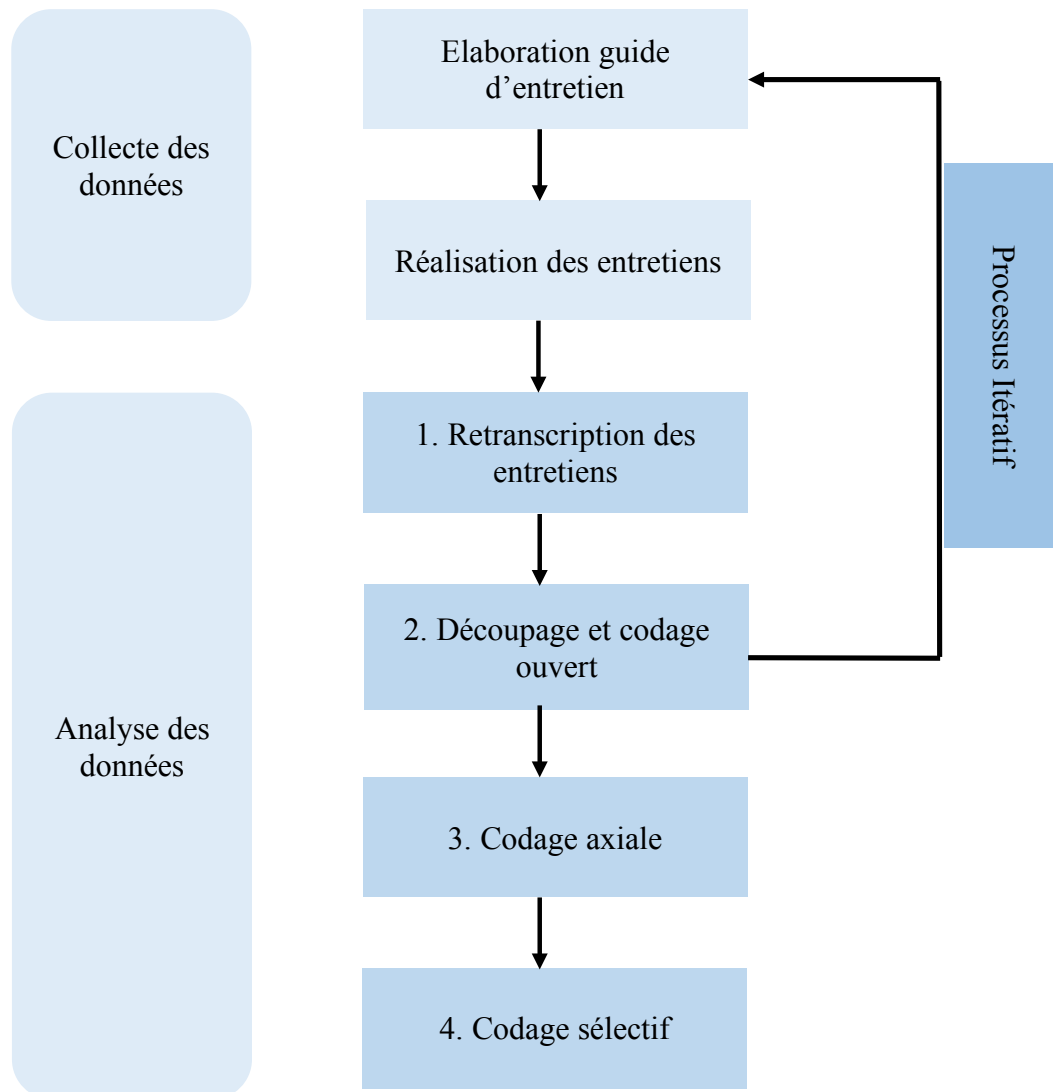 Elaboration guide
d’entretien
Collecte des
données
Réalisation des entretiens
Processus Itératif
1. Retranscription des
entretiens
2. Découpage et codage
ouvert
Analyse des
données
3. Codage axiale
4. Codage sélectif